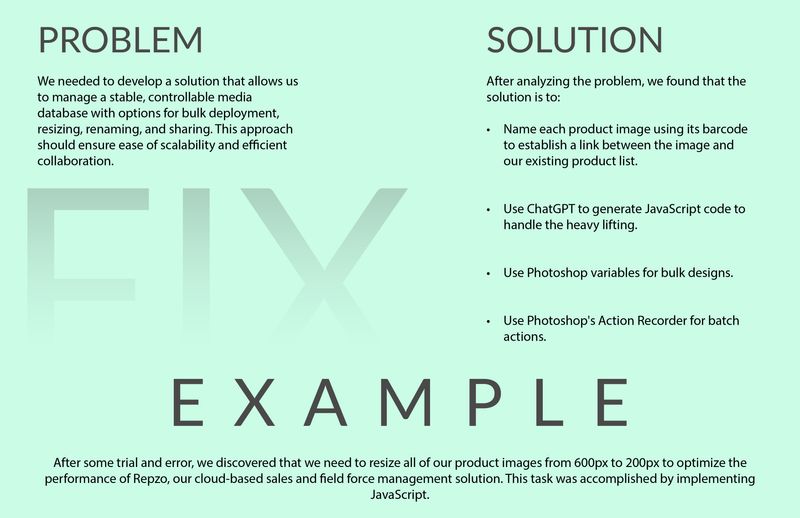 PROBLEM
We needed to develop a solution that allows us
to manage a stable, controllable media
database with options for bulk deployment,
resizing, renaming, and sharing. This approach
should ensure ease of scalability and efficient
collaboration.
FIX
SOLUTION
After analyzing the problem, we found that the
solution is to:
• Name each product image using its barcode
to establish a link between the image and
our existing product list.
• Use ChatGPT to generate JavaScript code to
handle the heavy lifting.
• Use Photoshop variables for bulk designs.
• Use Photoshop's Action Recorder for batch
actions.
EXAMPLE
After some trial and error, we discovered that we need to resize all of our product images from 600px to 200px to optimize the
performance of Repzo, our cloud-based sales and field force management solution. This task was accomplished by implementing
JavaScript.